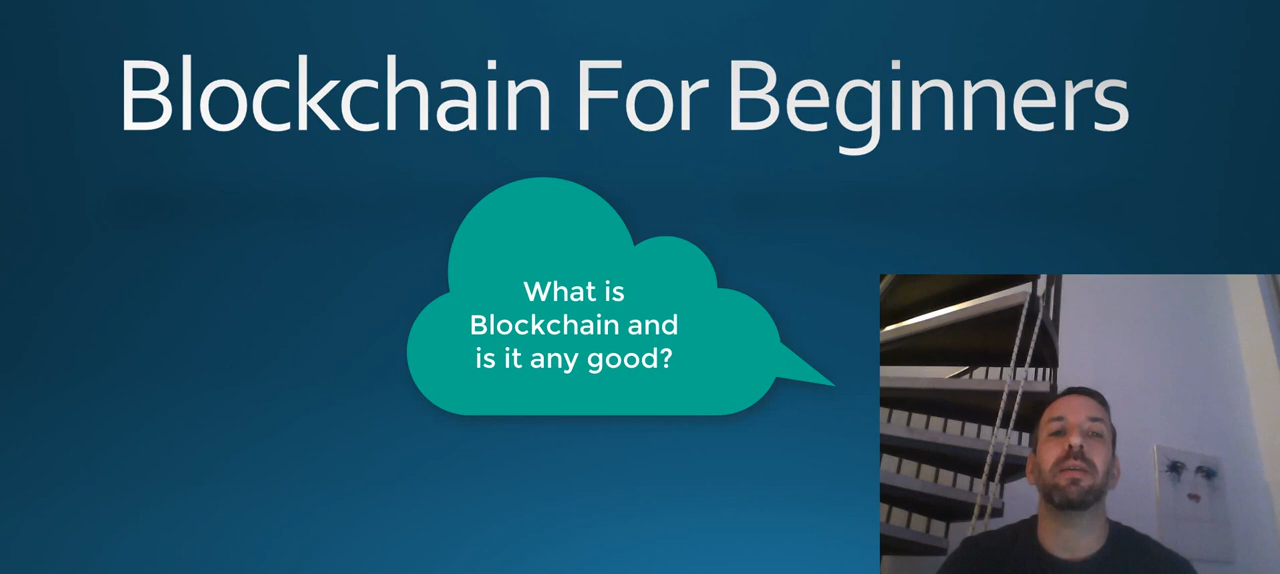 Blockchain For Beginners
What is
Blockchain and
is it any good?